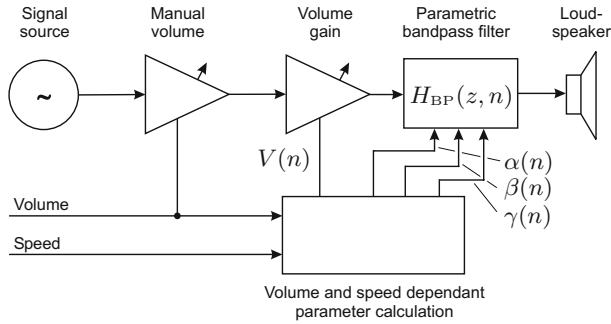 Signal
source
Manual
volume
Volume
gain
Parametric
bandpass filter
Loud-
speaker
~
H_BP(z, n)
V(n)
α(n)
β(n)
γ(n)
Volume
Speed
Volume and speed dependant
parameter calculation